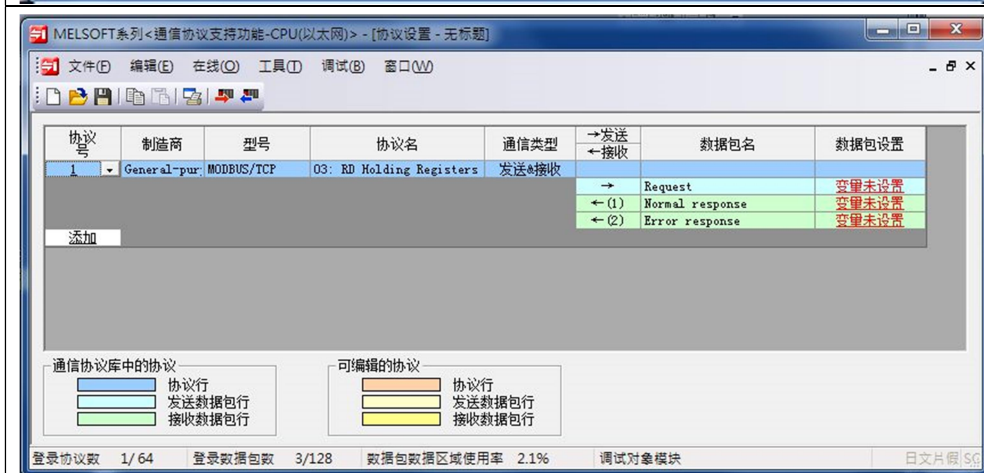 MELSOFT系列<通信协议支持功能-CPU(以太网)> - [协议设置 - 无标题]
文件(F) 编辑(E) 在线(O) 工具(T) 调试(B) 窗口(W)
协议号 制造商 型号 协议名 通信类型 →发送 ←接收 数据包名 数据包设置
1 General-pur: MODBUS/TCP 03: RD Holding Registers 发送&接收
→ Request 变量未设置
←(1) Normal response 变量未设置
←(2) Error response 变量未设置
添加
通信协议库中的协议
协议行
发送数据包行
接收数据包行
可编辑的协议
协议行
发送数据包行
接收数据包行
登录协议数 1/ 64 登录数据包数 3/128 数据包数据区域使用率 2.1% 调试对象模块 日文片假 SC